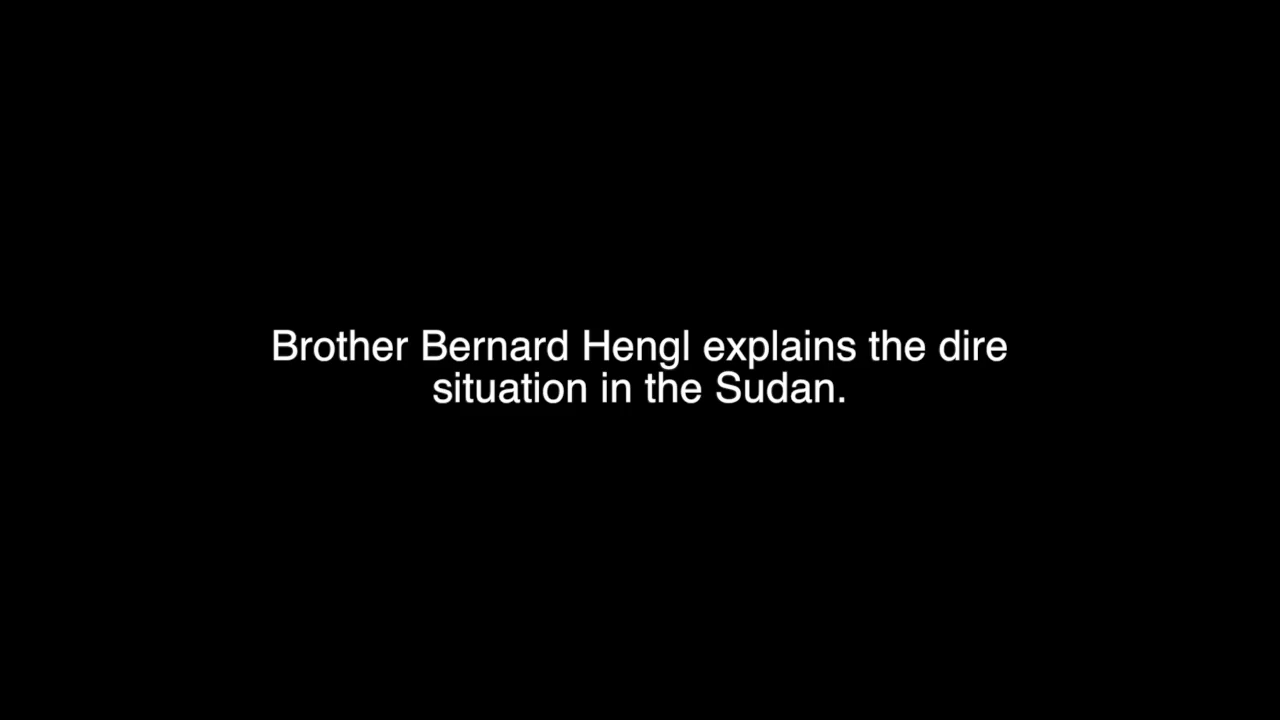 Brother Bernard Hengl explains the dire
situation in the Sudan.